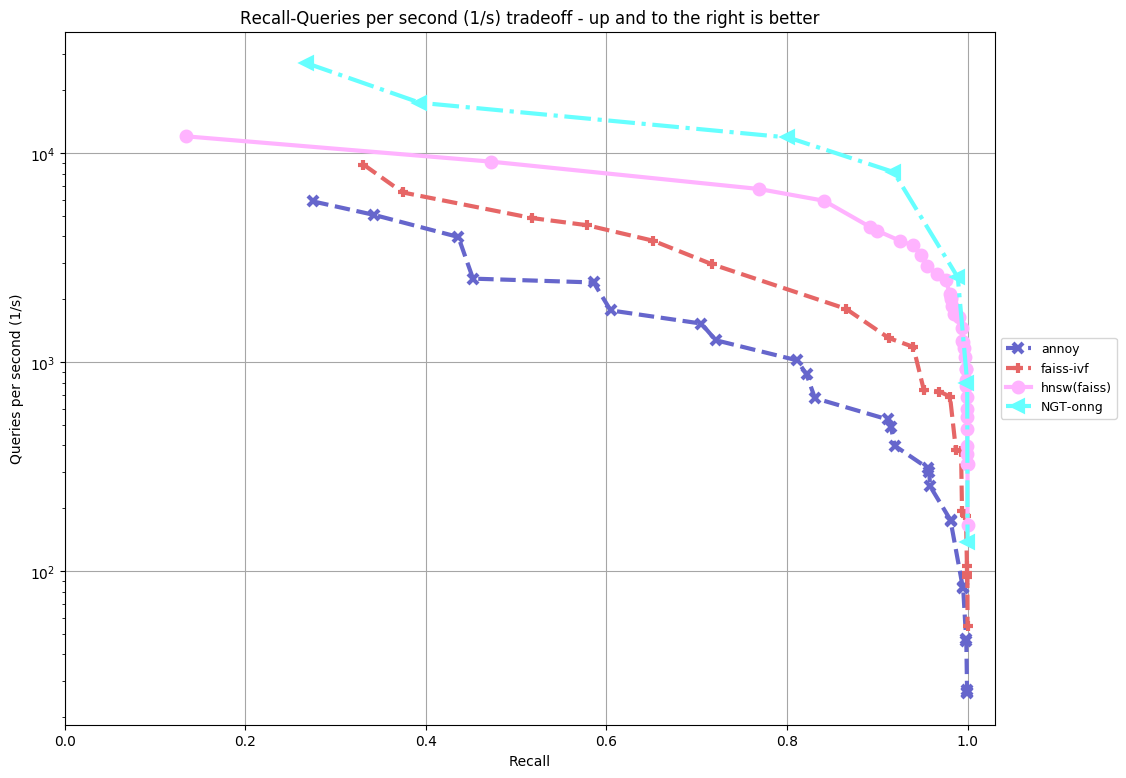 Recall-Queries per second (1/s) tradeoff - up and to the right is better
Queries per second (1/s)
10^4
10^3
10^2
0.0 0.2 0.4 0.6 0.8 1.0
Recall
annoy
faiss-ivf
hnsw(faiss)
NGT-onng